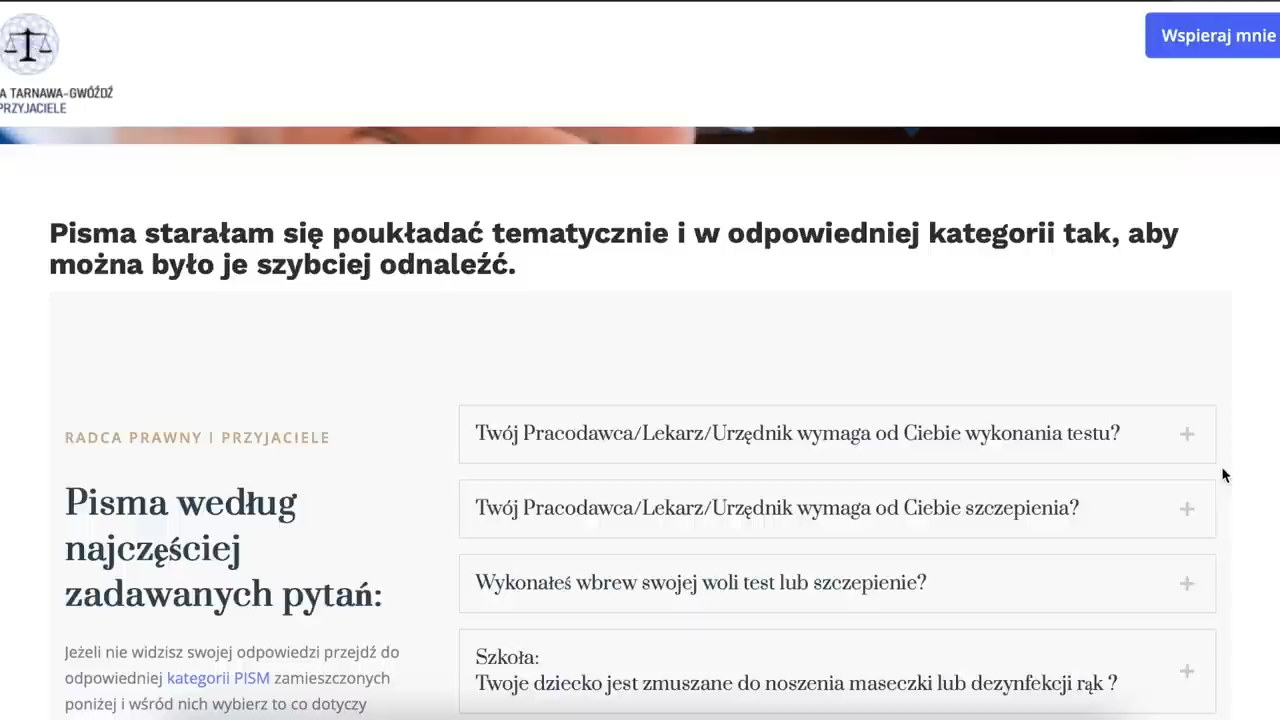 A TARNAWA-GWÓŹDŹ
PRZYJACIELE
Wspieraj mnie
Pisma starałam się poukładać tematycznie i w odpowiedniej kategorii tak, aby
można było je szybciej odnaleźć.
RADCA PRAWNY I PRZYJACIELE
Pisma według
najczęściej
zadawanych pytań:
Jeżeli nie widzisz swojej odpowiedzi przejdź do
odpowiedniej kategorii PISM zamieszczonych
poniżej i wśród nich wybierz to co dotyczy
Twój Pracodawca/Lekarz/Urzędnik wymaga od Ciebie wykonania testu?
Twój Pracodawca/Lekarz/Urzędnik wymaga od Ciebie szczepienia?
Wykonałeś wbrew swojej woli test lub szczepienie?
Szkoła:
Twoje dziecko jest zmuszane do noszenia maseczki lub dezynfekcji rąk ?